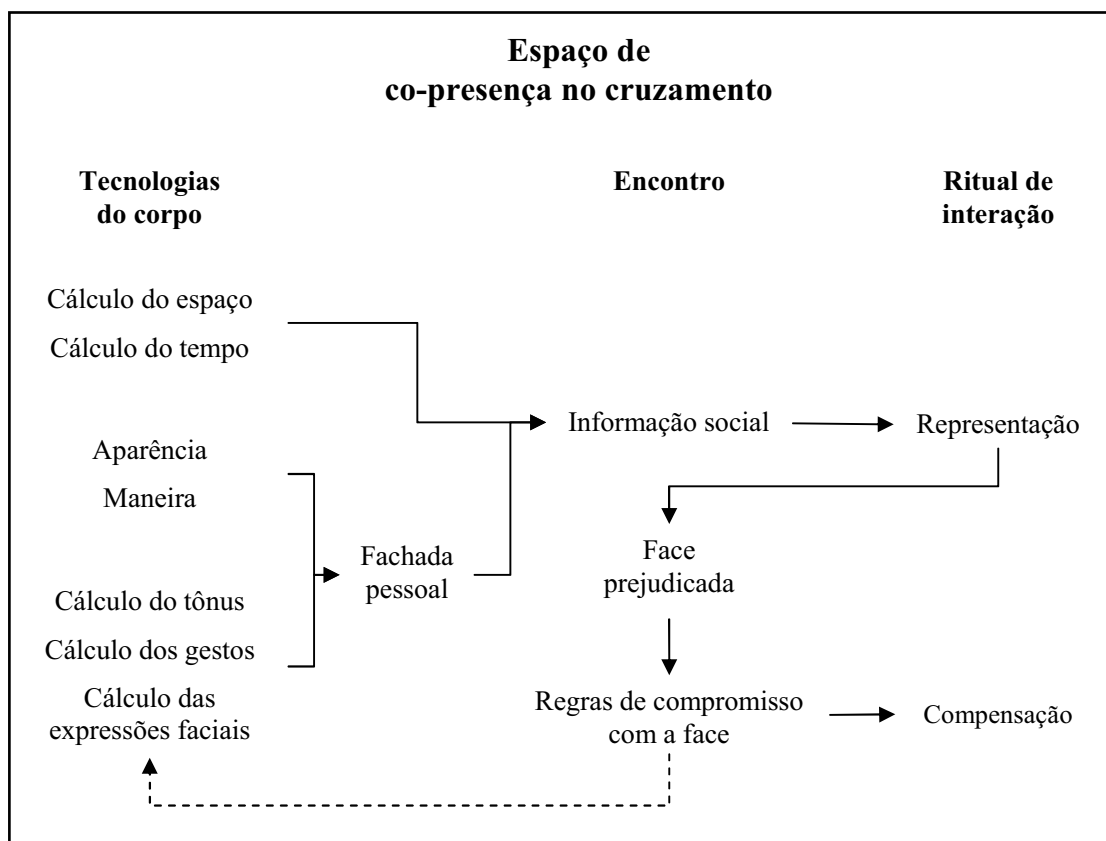 Espaço de
co-presença no cruzamento
Tecnologias
do corpo
Encontro
Ritual de
interação
Cálculo do espaço
Cálculo do tempo
Informação social
Representação
Aparência
Maneira
Fachada
pessoal
Face
prejudicada
Cálculo do tônus
Cálculo dos gestos
Cálculo das
expressões faciais
Regras de compromisso
com a face
Compensação